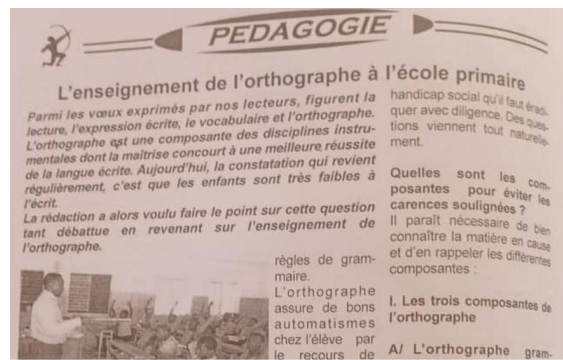 PEDAGOGIE
L'enseignement de l'orthographe à l'école primaire
Parmi les vœux exprimés par nos lecteurs, figurent la
lecture, l'expression écrite, le vocabulaire et l'orthographe.
L'orthographe est une composante des disciplines instru-
mentales dont la maîtrise concourt à une meilleure réussite
de la langue écrite. Aujourd'hui, la constatation qui revient
régulièrement, c'est que les enfants sont très faibles à
l'écrit.
La rédaction a alors voulu faire le point sur cette question
tant débattue en revenant sur l'enseignement de
l'orthographe.
règles de gram-
maire.
L'orthographe
assure de bons
automatismes
chez l'élève par
le recours de
handicap social qu'il faut éradi-
quer avec diligence. Des ques-
tions viennent tout naturelle-
ment.
Quelles sont les com-
posantes pour éviter les
carences soulignées ?
Il paraît nécessaire de bien
connaître la matière en cause
et d'en rappeler les différentes
composantes :
I. Les trois composantes de
l'orthographe
A/ L'orthographe gram-